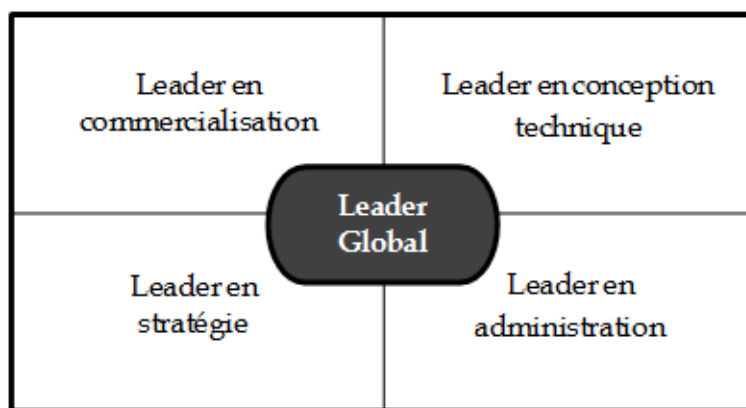 Leader en
commercialisation
Leader en conception
technique
Leader
Global
Leader en
stratégie
Leader en
administration